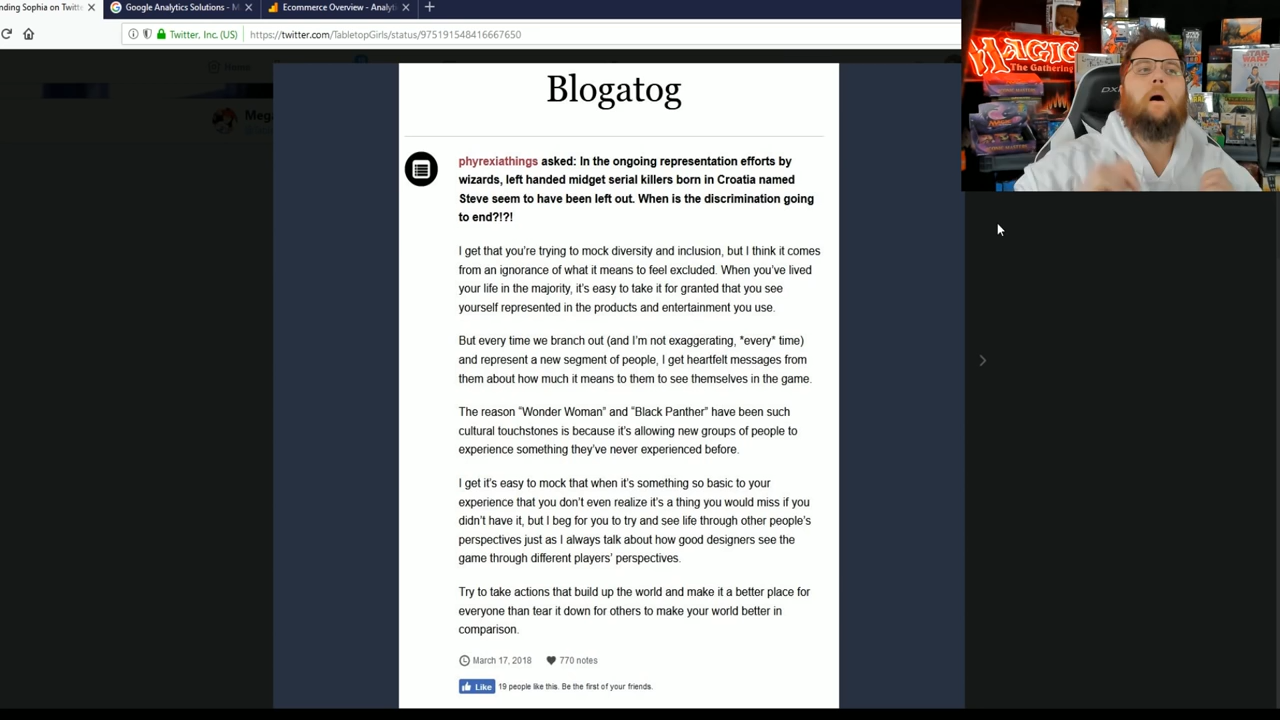 nding Sophia on Twitte
Google Analytics Solutions - M
Ecommerce Overview - Analyt
Twitter, Inc. (US)
https://twitter.com/TabletopGirls/status/975191548416667650
MAGIC
The Gathering
STAR
WARS
Home
Mega
Blogatog
phyrexiathings asked: In the ongoing representation efforts by
wizards, left handed midget serial killers born in Croatia named
Steve seem to have been left out. When is the discrimination going
to end?!?!
I get that you're trying to mock diversity and inclusion, but I think it comes
from an ignorance of what it means to feel excluded. When you've lived
your life in the majority, it's easy to take it for granted that you see
yourself represented in the products and entertainment you use.
But every time we branch out (and I'm not exaggerating, *every* time)
and represent a new segment of people, I get heartfelt messages from
them about how much it means to them to see themselves in the game.
The reason “Wonder Woman” and “Black Panther” have been such
cultural touchstones is because it's allowing new groups of people to
experience something they've never experienced before.
I get it's easy to mock that when it's something so basic to your
experience that you don't even realize it's a thing you would miss if you
didn't have it, but I beg for you to try and see life through other people's
perspectives just as I always talk about how good designers see the
game through different players' perspectives.
Try to take actions that build up the world and make it a better place for
everyone than tear it down for others to make your world better in
comparison.
March 17, 2018 770 notes
Like 19 people like this. Be the first of your friends.